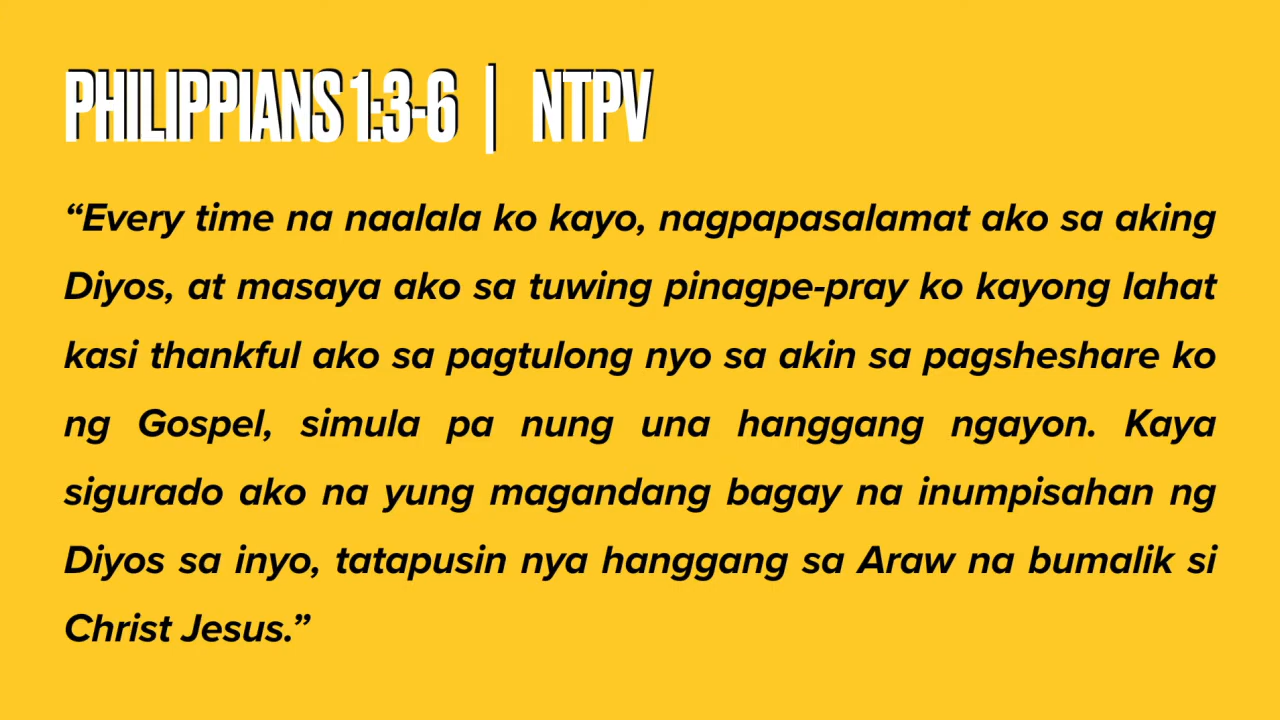 PHILIPPIANS 1:3-6 | NTPV
“Every time na naalala ko kayo, nagpapasalamat ako sa aking
Diyos, at masaya ako sa tuwing pinagpe-pray ko kayong lahat
kasi thankful ako sa pagtulong nyo sa akin sa pagsheshare ko
ng Gospel, simula pa nung una hanggang ngayon. Kaya
sigurado ako na yung magandang bagay na inumpisahan ng
Diyos sa inyo, tatapusin nya hanggang sa Araw na bumalik si
Christ Jesus.”